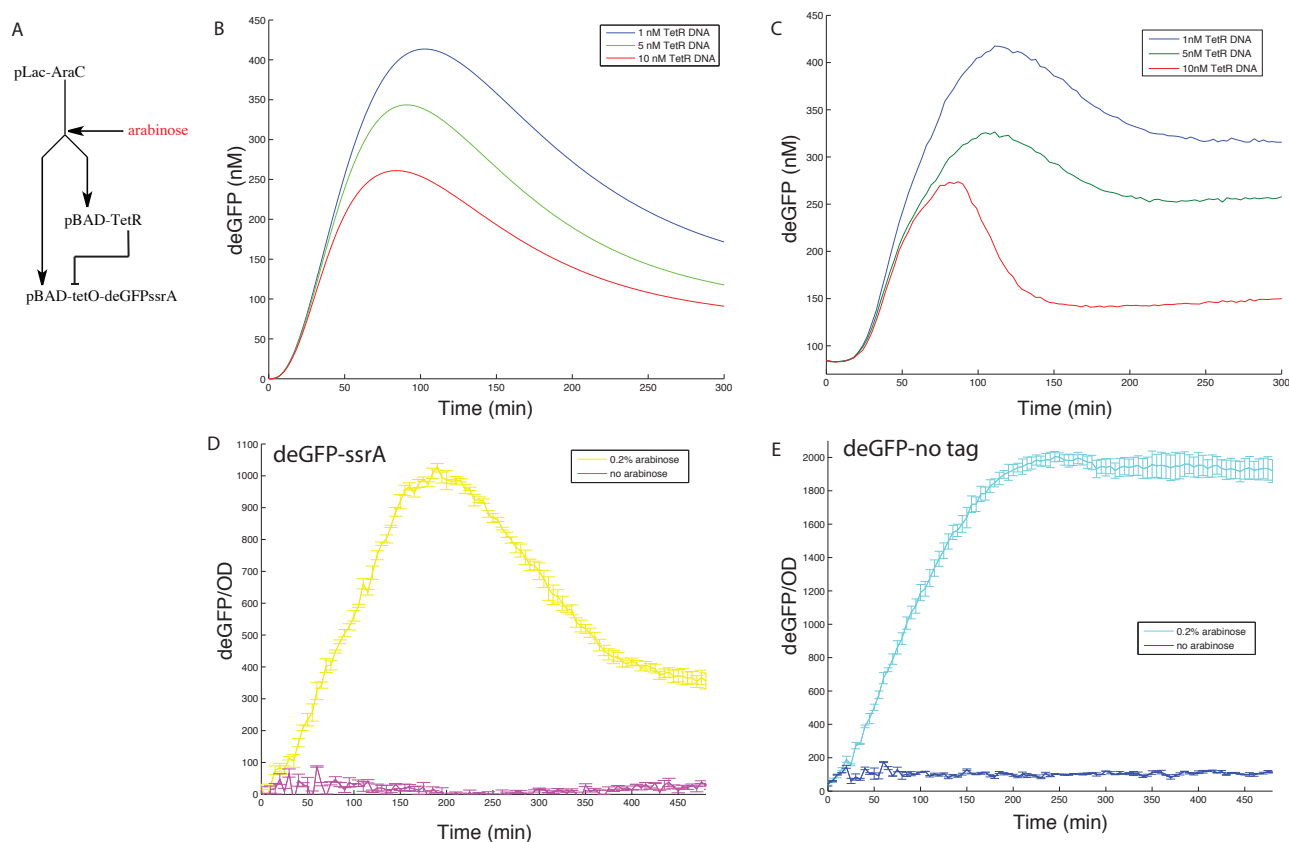 A
pLac-AraC
arabinose
pBAD-TetR
pBAD-tetO-deGFPssrA
B
450
400
350
300
250
200
150
100
50
0
deGFP (nM)
1 nM TetR DNA
5 nM TetR DNA
10 nM TetR DNA
0 50 100 150 200 250 300
Time (min)
C
450
400
350
300
250
200
150
100
deGFP (nM)
1nM TetR DNA
5nM TetR DNA
10nM TetR DNA
0 50 100 150 200 250 300
Time (min)
D
deGFP-ssrA
1100
1000
900
800
700
600
500
400
300
200
100
0
deGFP/OD
0.2% arabinose
no arabinose
0 50 100 150 200 250 300 350 400 450
Time (min)
E
deGFP-no tag
2000
1800
1600
1400
1200
1000
800
600
400
200
0
deGFP/OD
0.2% arabinose
no arabinose
0 50 100 150 200 250 300 350 400 450
Time (min)